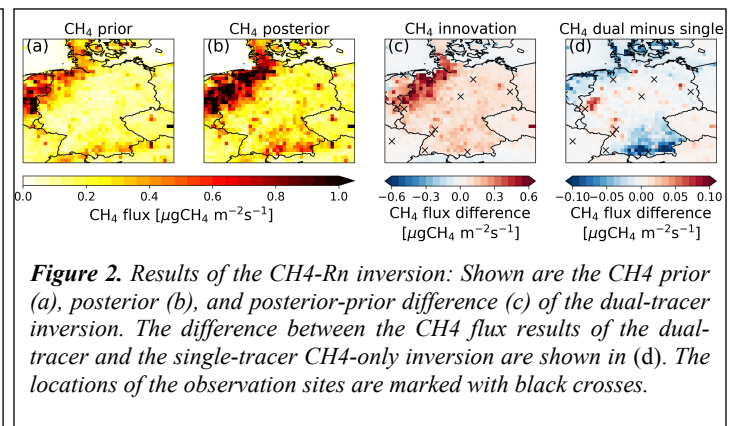 CH4 prior
CH4 posterior
CH4 innovation
CH4 dual minus single
(a)
(b)
(c)
(d)
0.0 0.2 0.4 0.6 0.8 1.0
CH4 flux [µgCH4 m−2s−1]
−0.6 −0.3 0.0 0.3 0.6
CH4 flux difference
[µgCH4 m−2s−1]
−0.10 −0.05 0.00 0.05 0.10
CH4 flux difference
[µgCH4 m−2s−1]
Figure 2. Results of the CH4-Rn inversion: Shown are the CH4 prior
(a), posterior (b), and posterior-prior difference (c) of the dual-tracer
inversion. The difference between the CH4 flux results of the dual-
tracer and the single-tracer CH4-only inversion are shown in (d). The
locations of the observation sites are marked with black crosses.